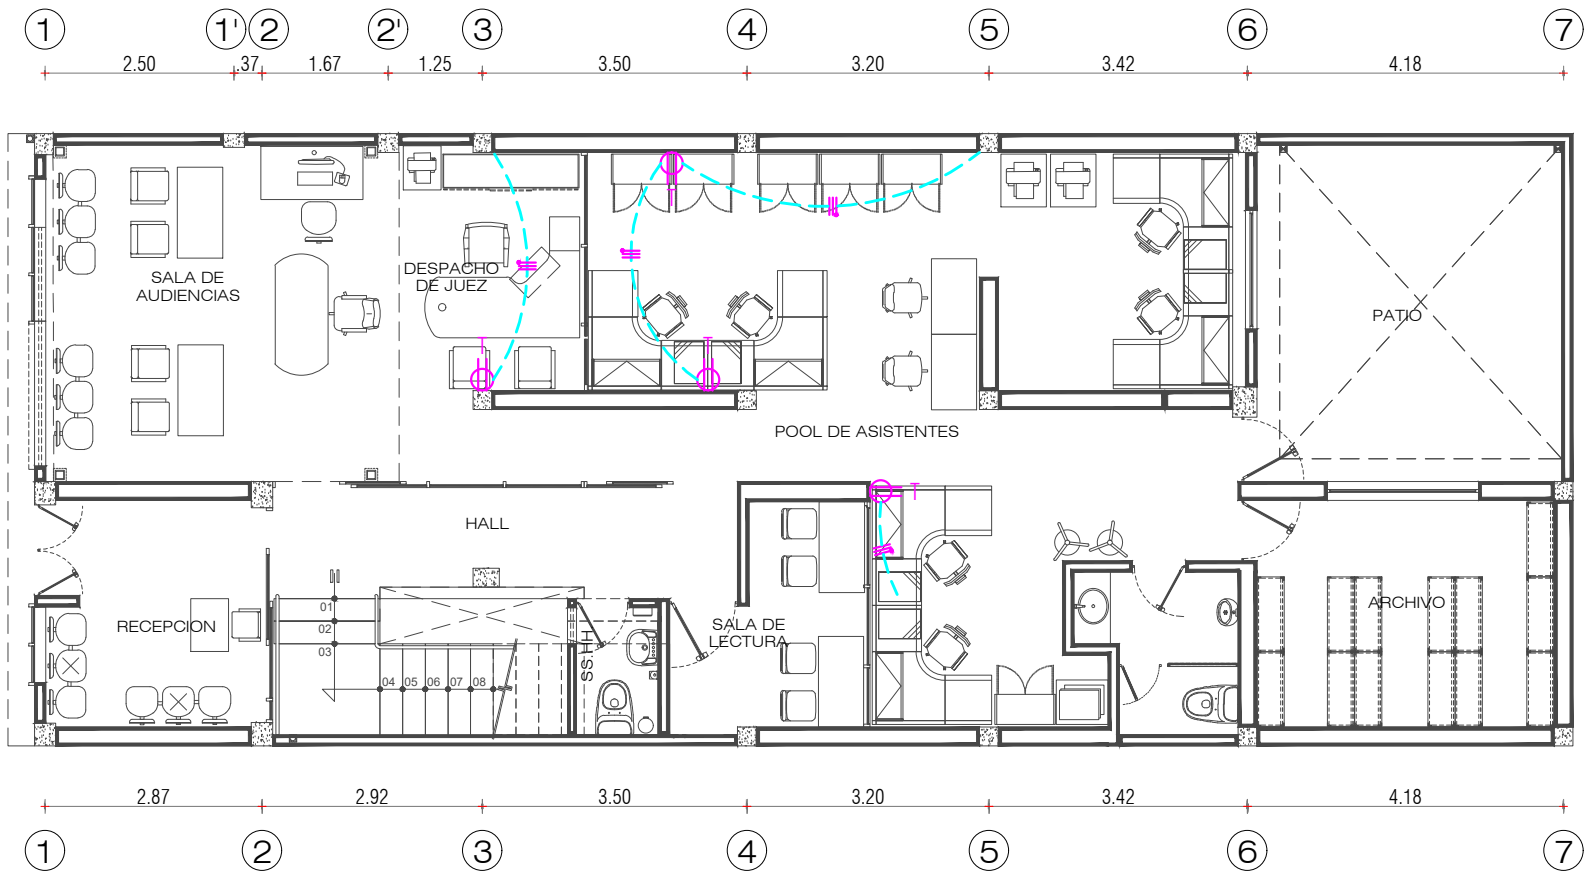 1 1' 2 2' 3 4 5 6 7
2.50 .37 1.67 1.25 3.50 3.20 3.42 4.18
SALA DE
AUDIENCIAS
DESPACHO
DE JUEZ
T
T
T
PATIO
POOL DE ASISTENTES
T
HALL
RECEPCION
01
02
03
04 05 06 07 08
SS.HH
SALA DE
LECTURA
ARCHIVO
2.87 2.92 3.50 3.20 3.42 4.18
1 2 3 4 5 6 7